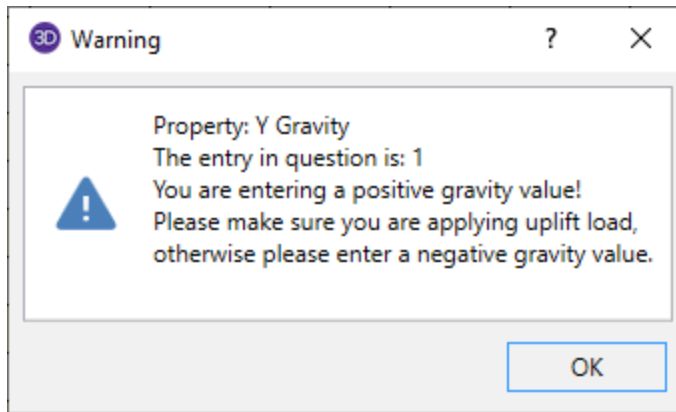 3D Warning
?
Property: Y Gravity
The entry in question is: 1
You are entering a positive gravity value!
Please make sure you are applying uplift load,
otherwise please enter a negative gravity value.
OK